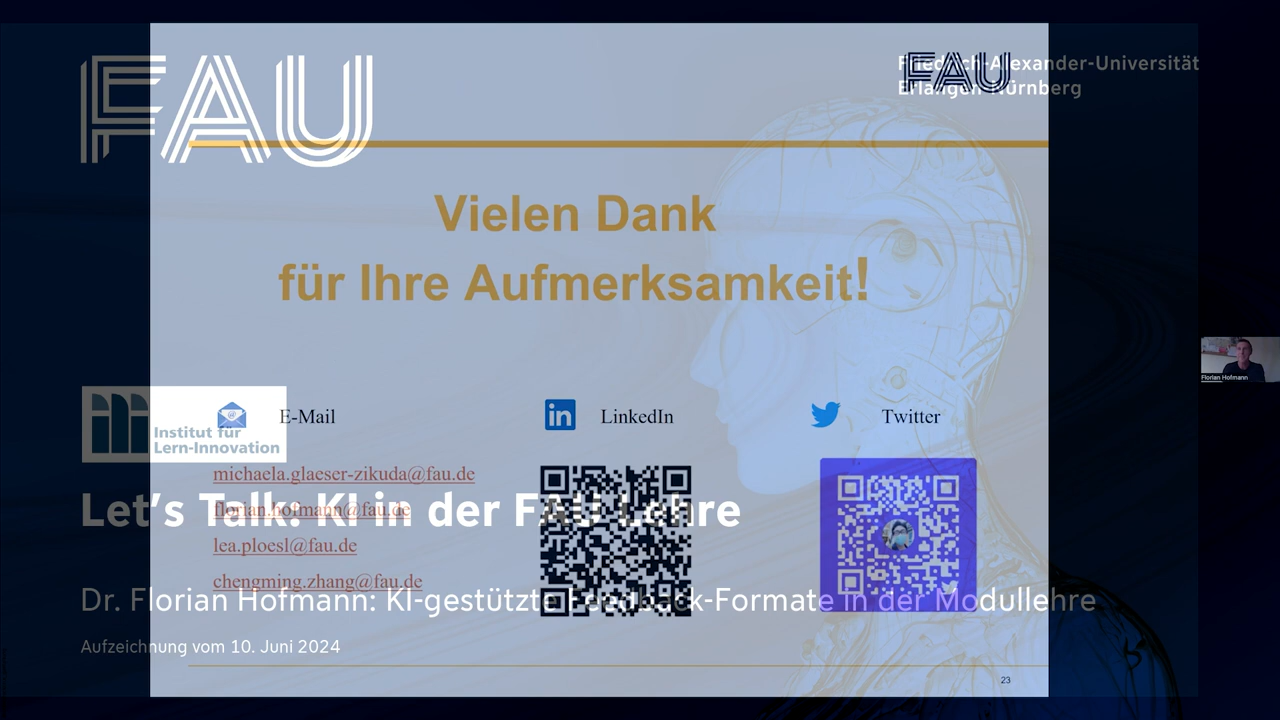 FAU
FAU
Friedrich-Alexander-Universität
Erlangen-Nürnberg
Vielen Dank
für Ihre Aufmerksamkeit!
Florian Hofmann
E-Mail
LinkedIn
Twitter
Institut für
Lern-Innovation
michaela.glaeser-zikuda@fau.de
florian.hofmann@fau.de
lea.ploesl@fau.de
chengming.zhang@fau.de
Let's Talk: KI in der FAU Lehre
Dr. Florian Hofmann: KI-gestützte Feedback-Formate in der Modullehre
Aufzeichnung vom 10. Juni 2024
23